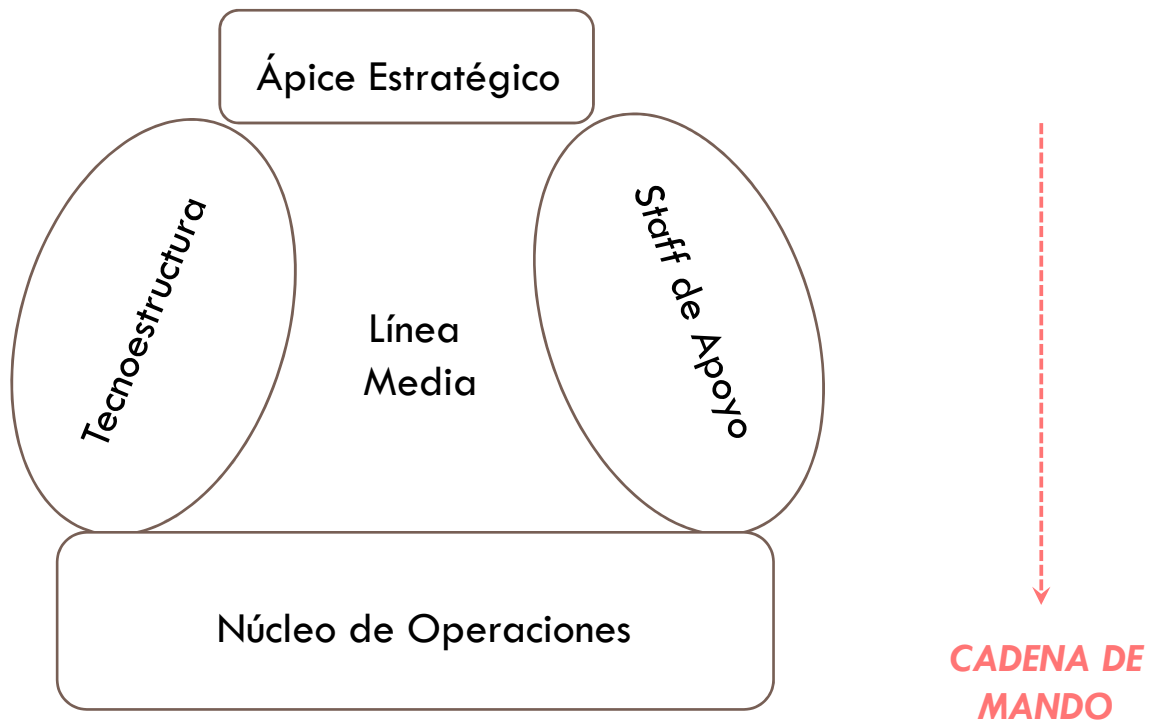 Ápice Estratégico
Tecnoestructura
Staff de Apoyo
Línea
Media
Núcleo de Operaciones
CADENA DE
MANDO